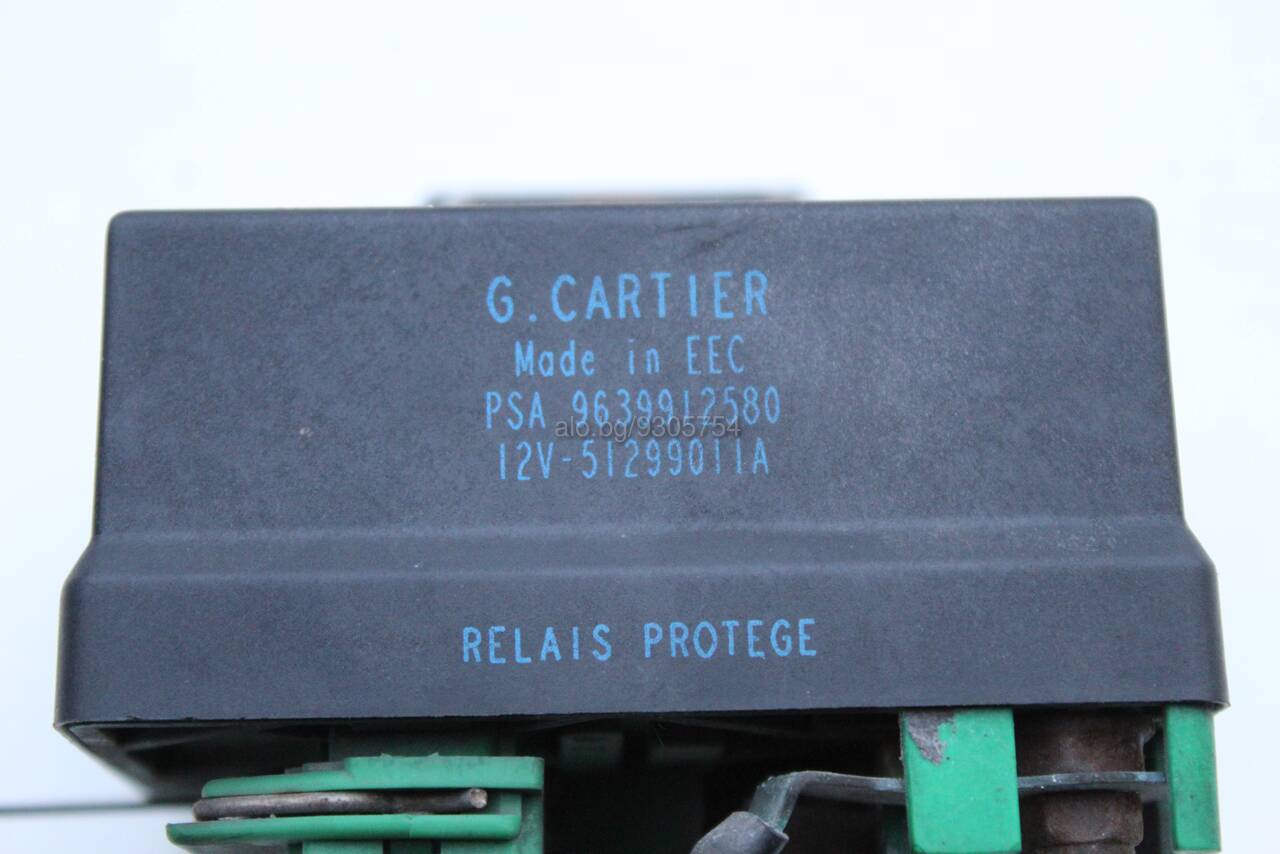 G.CARTIER
Made in EEC
PSA 9639912580
alo.bg/9305754
12V-51299011A
RELAIS PROTEGE